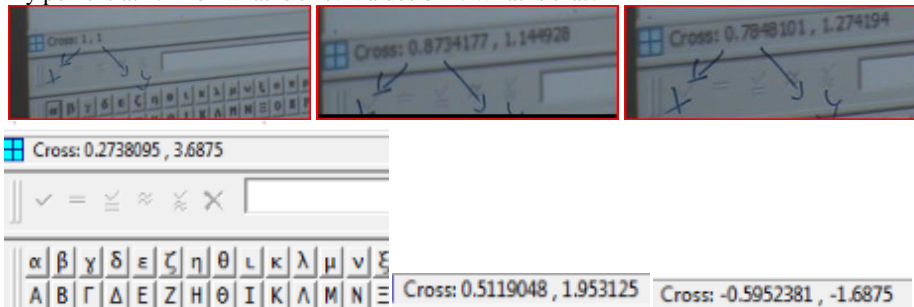 Cross: 1, 1
Cross: 0.8734177 , 1.144928
Cross: 0.7848101 , 1.274194
x y
x y
x y
α β γ δ ε ζ η θ ι κ λ μ ν ξ ο π ρ
Cross: 0.2738095 , 3.6875
✓ = ≚ ≈ ✗
α β γ δ ε ζ η θ ι κ λ μ ν ξ
Α Β Γ Δ Ε Ζ Η Θ Ι Κ Λ Μ Ν Ξ
Cross: 0.5119048 , 1.953125
Cross: -0.5952381 , -1.6875